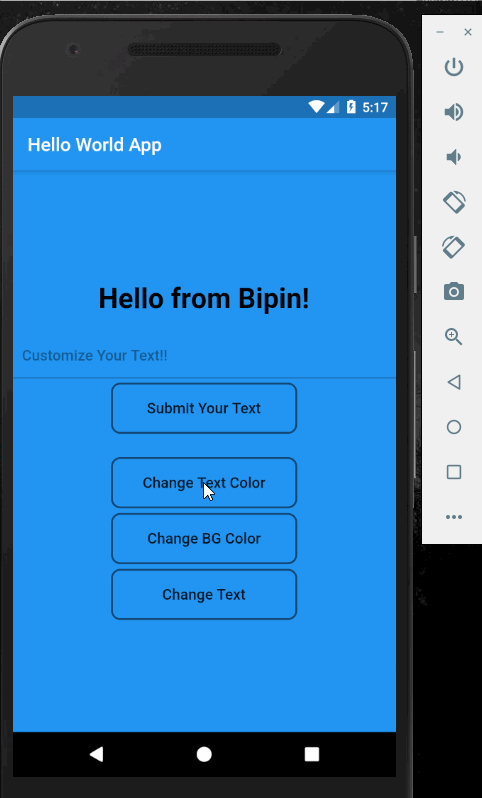 5:17
Hello World App
Hello from Bipin!
Customize Your Text!!
Submit Your Text
Change Text Color
Change BG Color
Change Text